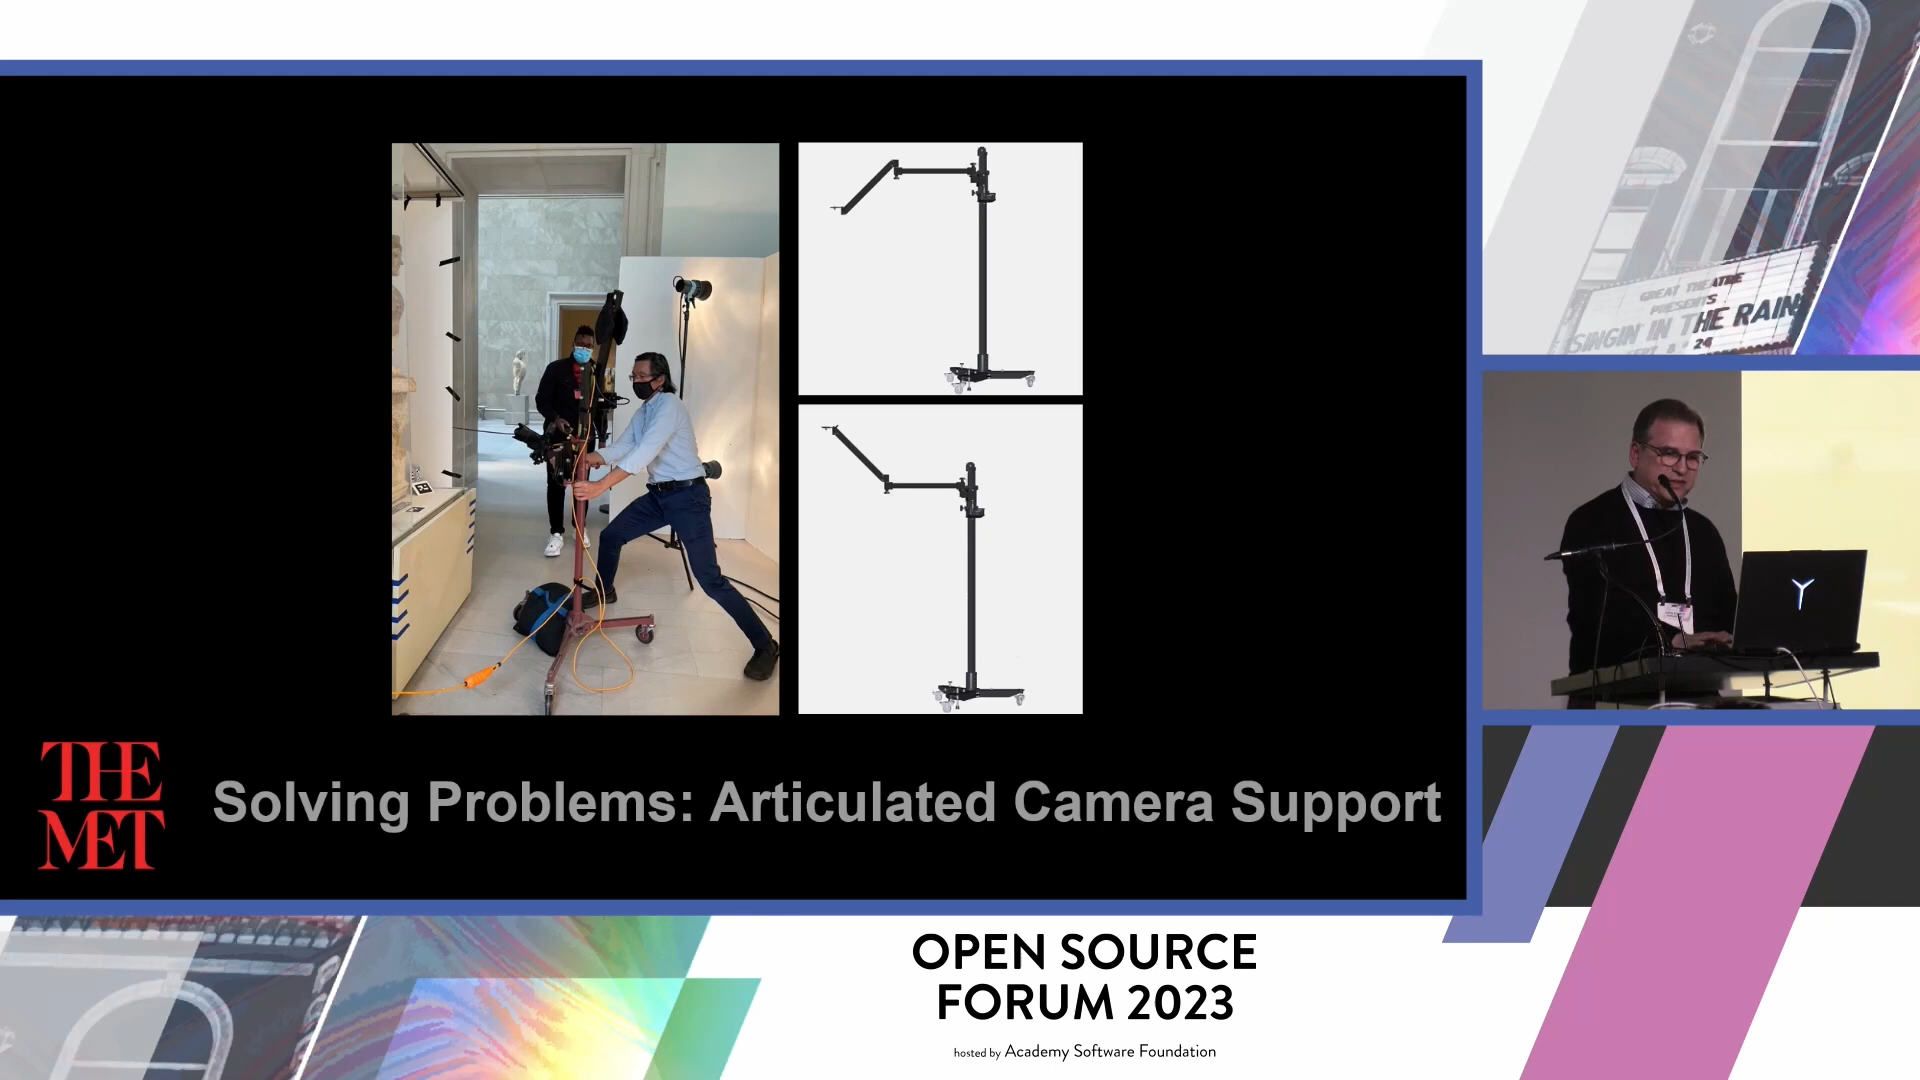 GREAT THEATRE
PRESENTS
SINGIN' IN THE RAIN
24
THE
MET
Solving Problems: Articulated Camera Support
OPEN SOURCE
FORUM 2023
hosted by Academy Software Foundation